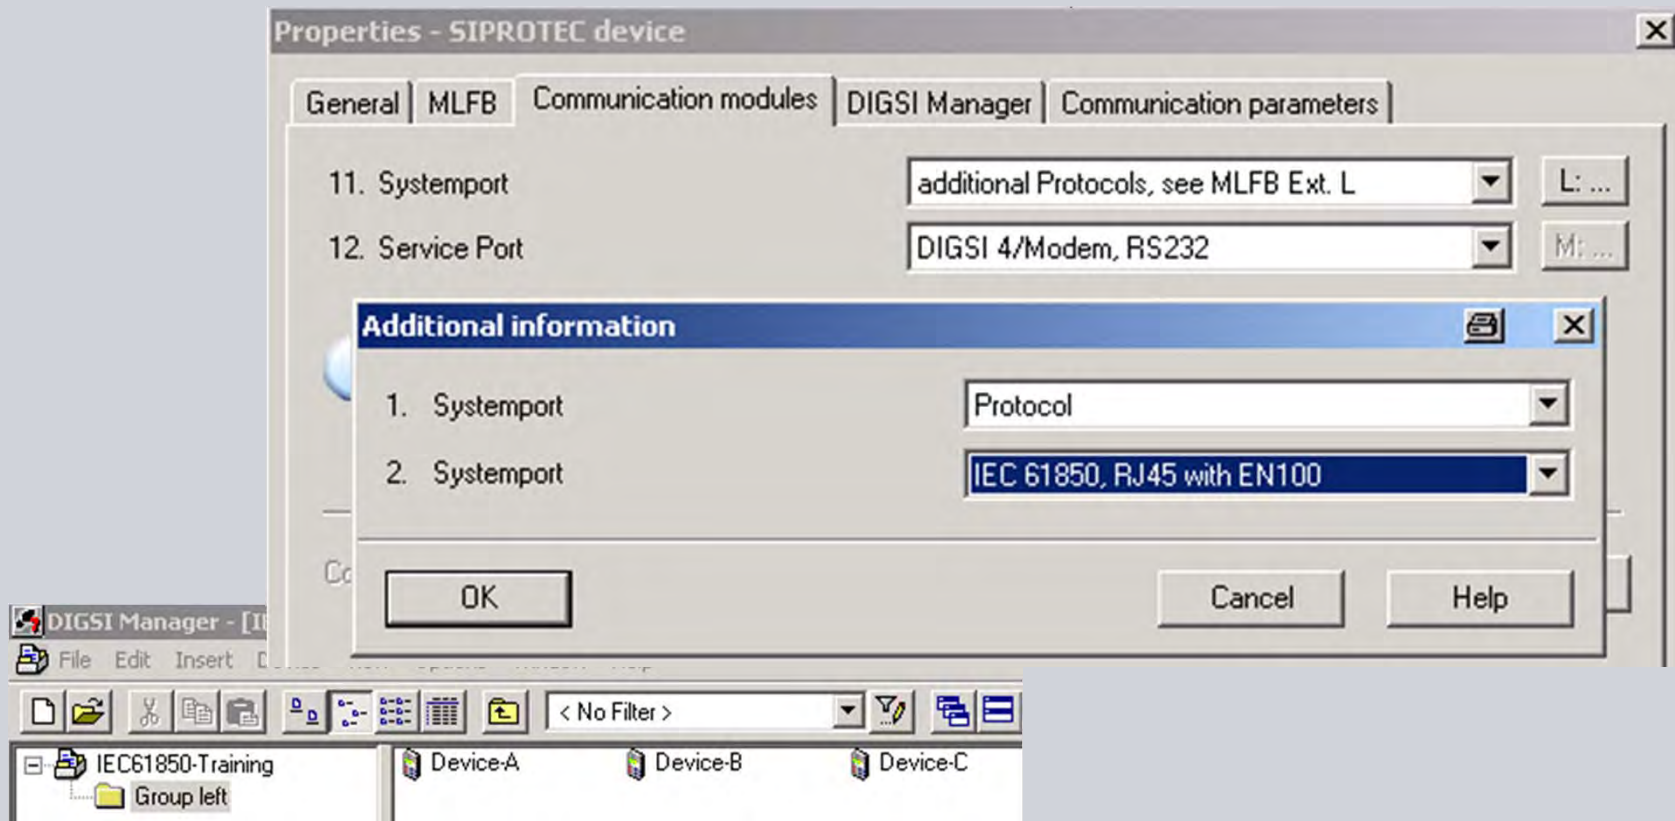 Properties - SIPROTEC device
General MLFB Communication modules DIGSI Manager Communication parameters
11. Systemport additional Protocols, see MLFB Ext. L L: ...
12. Service Port DIGSI 4/Modem, RS232 M: ...
Additional information
1. Systemport Protocol
2. Systemport IEC 61850, RJ45 with EN100
OK Cancel Help
DIGSI Manager - [I
File Edit Insert
< No Filter >
IEC61850-Training Device-A Device-B Device-C
Group left